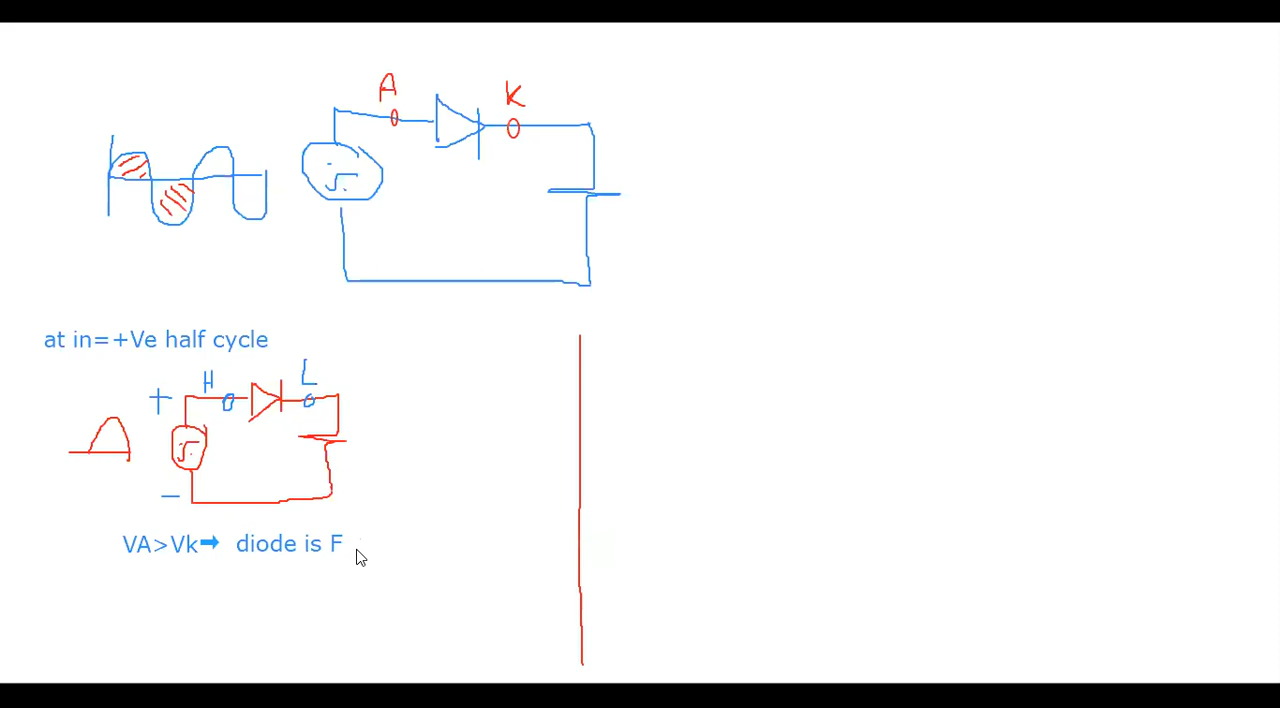 A
K
at in=+Ve half cycle
H
L
+
−
VA>Vk➡ diode is F